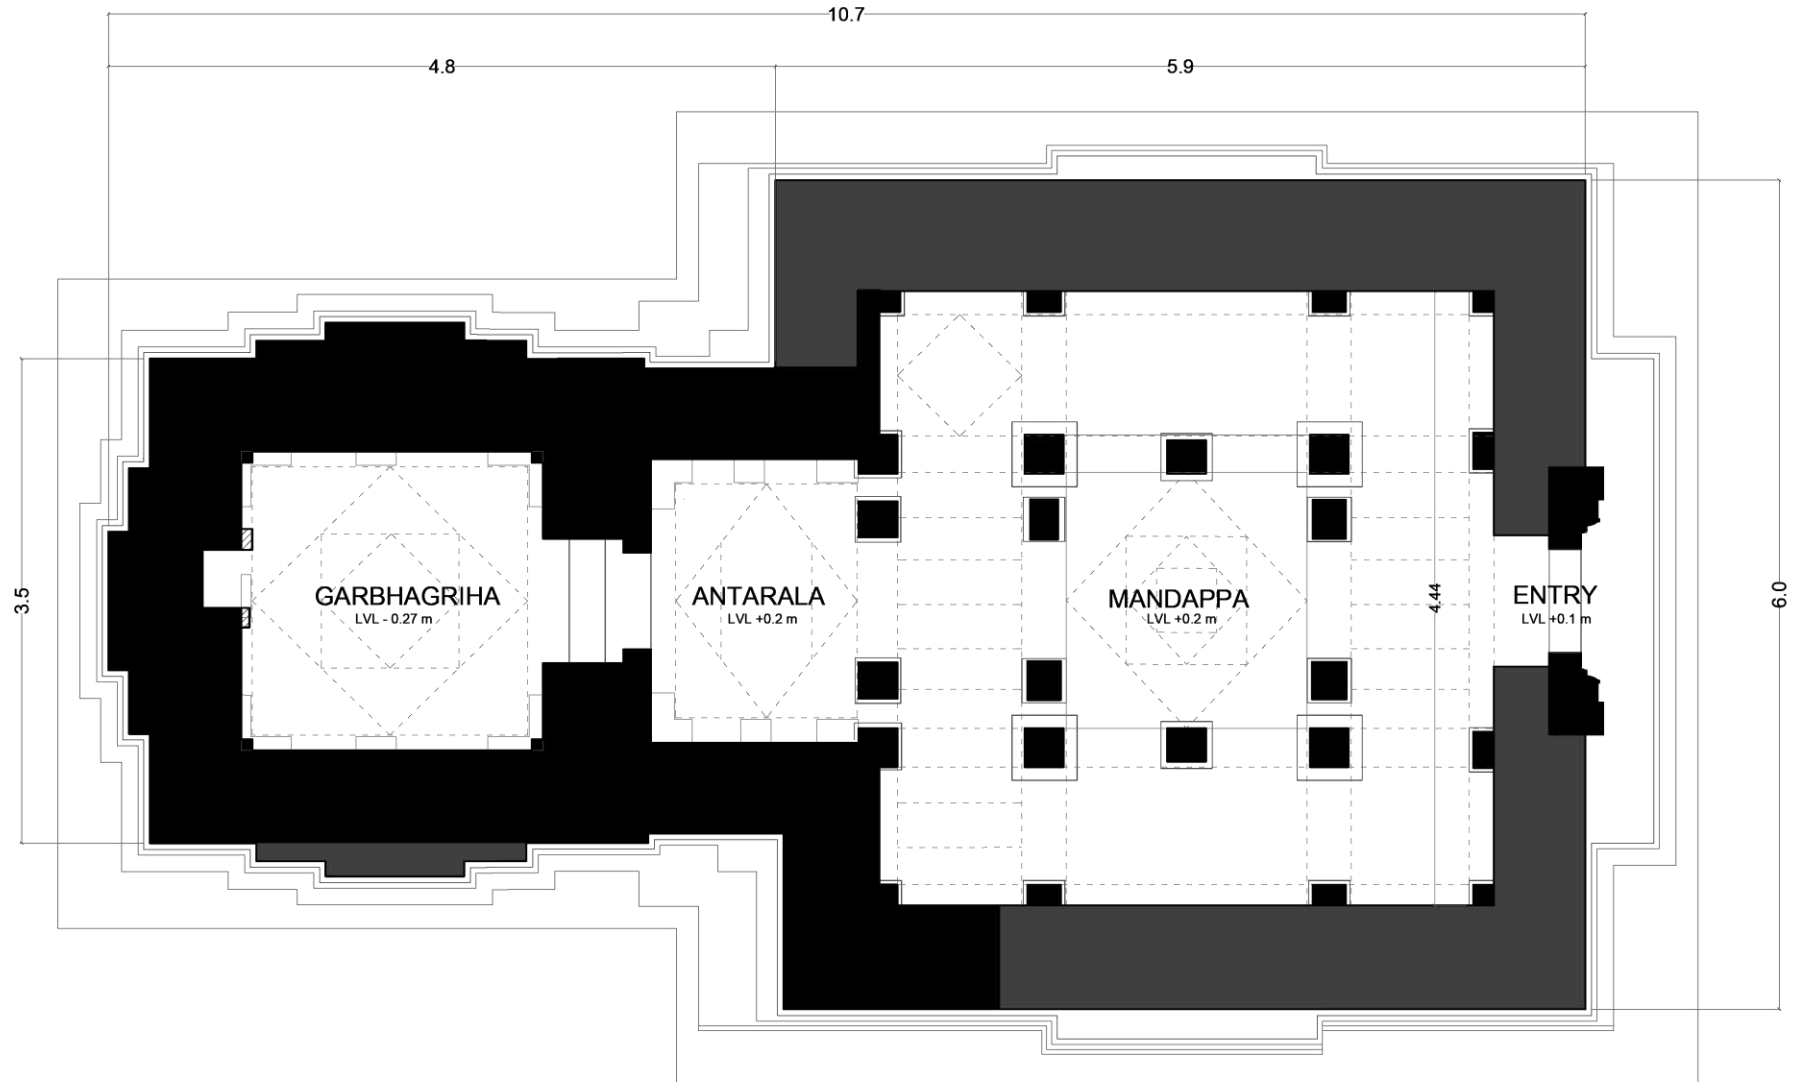 10.7
4.8
5.9
3.5
GARBHAGRIHA
LVL - 0.27 m
ANTARALA
LVL +0.2 m
MANDAPPA
LVL +0.2 m
4.44
ENTRY
LVL +0.1 m
6.0